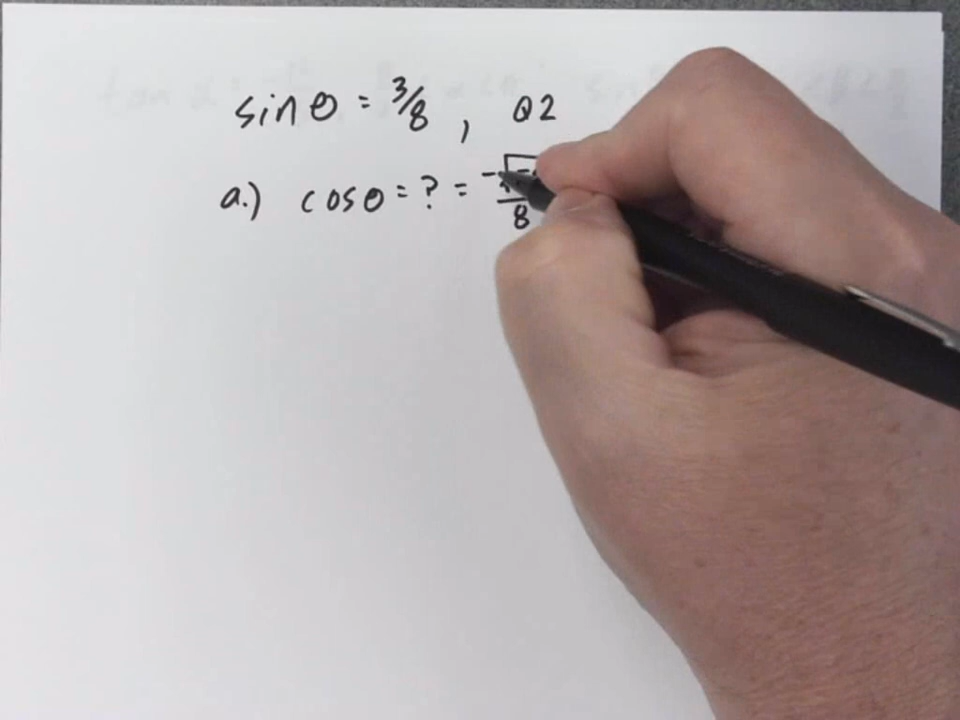 sin θ = 3/8 , Q2
a.) cos θ = ? = -√ / 8